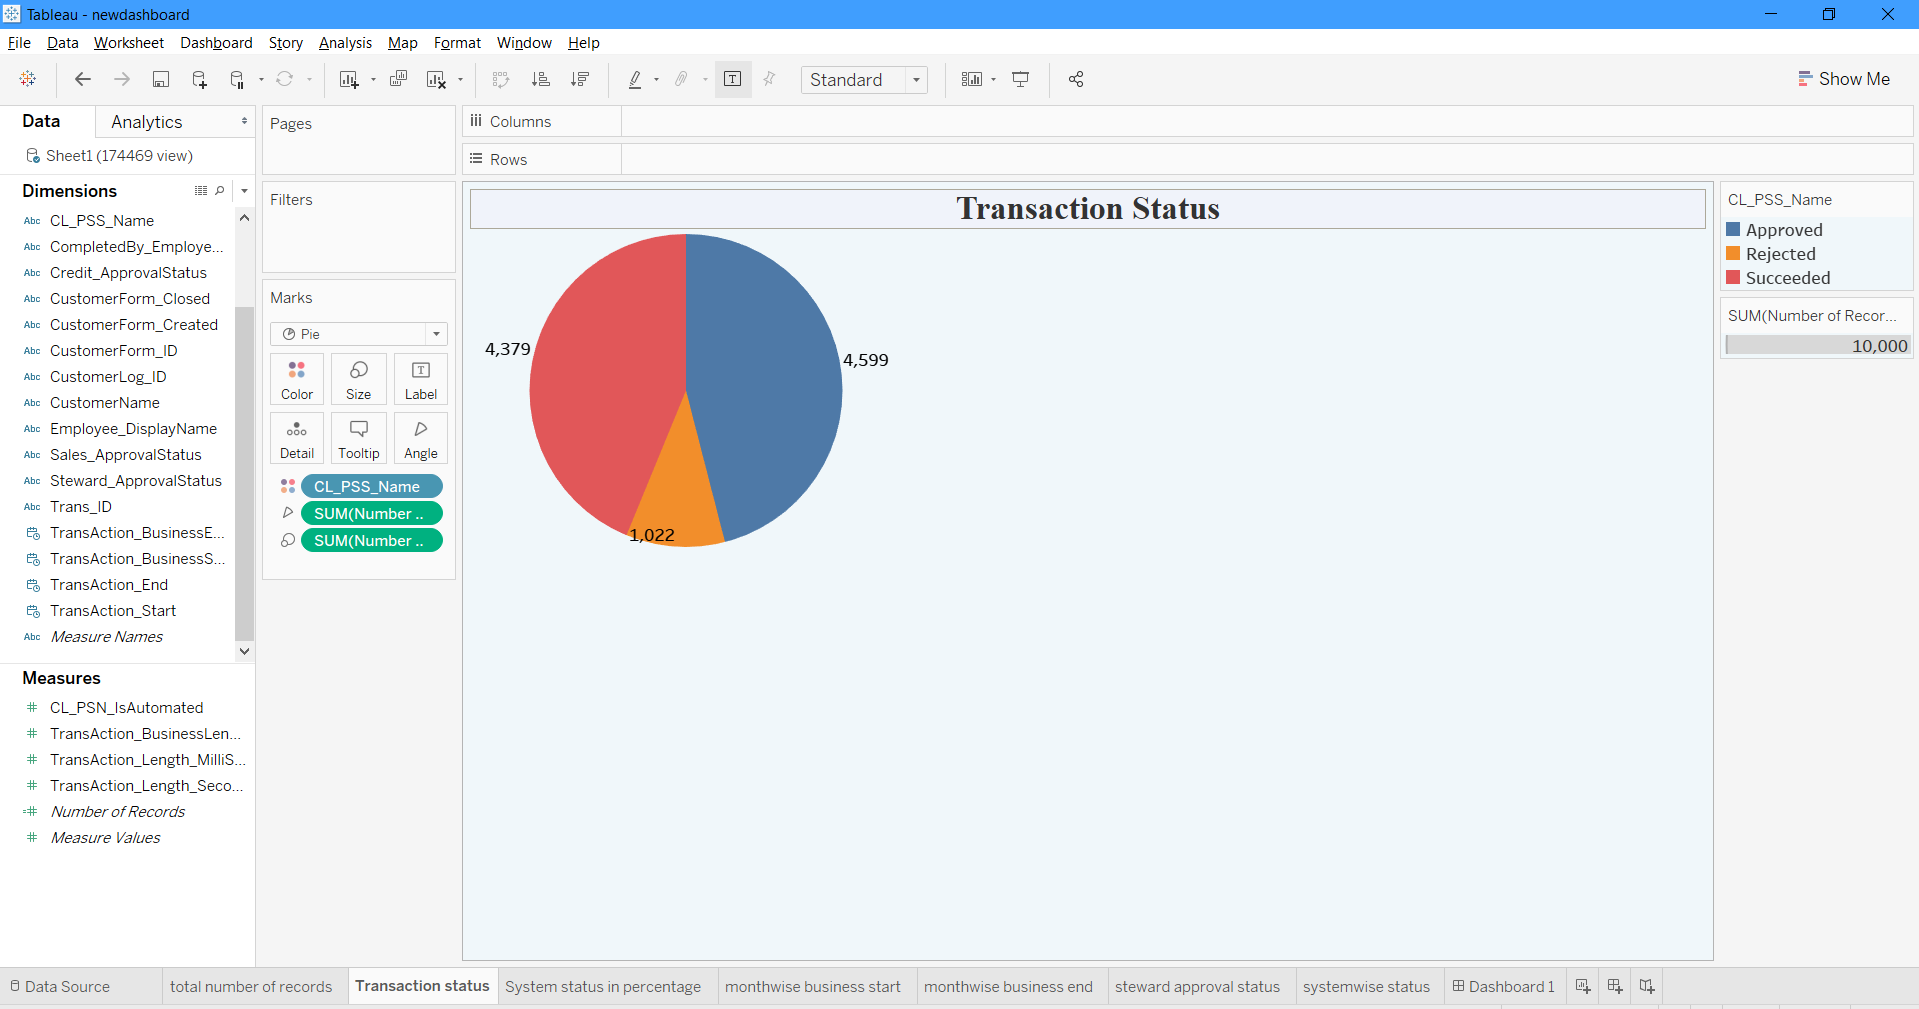 Tableau - newdashboard
File Data Worksheet Dashboard Story Analysis Map Format Window Help
Standard
Show Me
Data Analytics
Sheet1 (174469 view)
Dimensions
Abc CL_PSS_Name
Abc CompletedBy_Employe...
Abc Credit_ApprovalStatus
Abc CustomerForm_Closed
Abc CustomerForm_Created
Abc CustomerForm_ID
Abc CustomerLog_ID
Abc CustomerName
Abc Employee_DisplayName
Abc Sales_ApprovalStatus
Abc Steward_ApprovalStatus
Abc Trans_ID
TransAction_BusinessE...
TransAction_BusinessS...
TransAction_End
TransAction_Start
Abc Measure Names
Measures
# CL_PSN_IsAutomated
# TransAction_BusinessLen...
# TransAction_Length_MilliS...
# TransAction_Length_Seco...
=# Number of Records
# Measure Values
Pages
Filters
Marks
Pie
Color Size Label
Detail Tooltip Angle
CL_PSS_Name
SUM(Number ..
SUM(Number ..
Columns
Rows
Transaction Status
4,379
4,599
1,022
CL_PSS_Name
Approved
Rejected
Succeeded
SUM(Number of Recor...
10,000
Data Source total number of records Transaction status System status in percentage monthwise business start monthwise business end steward approval status systemwise status Dashboard 1